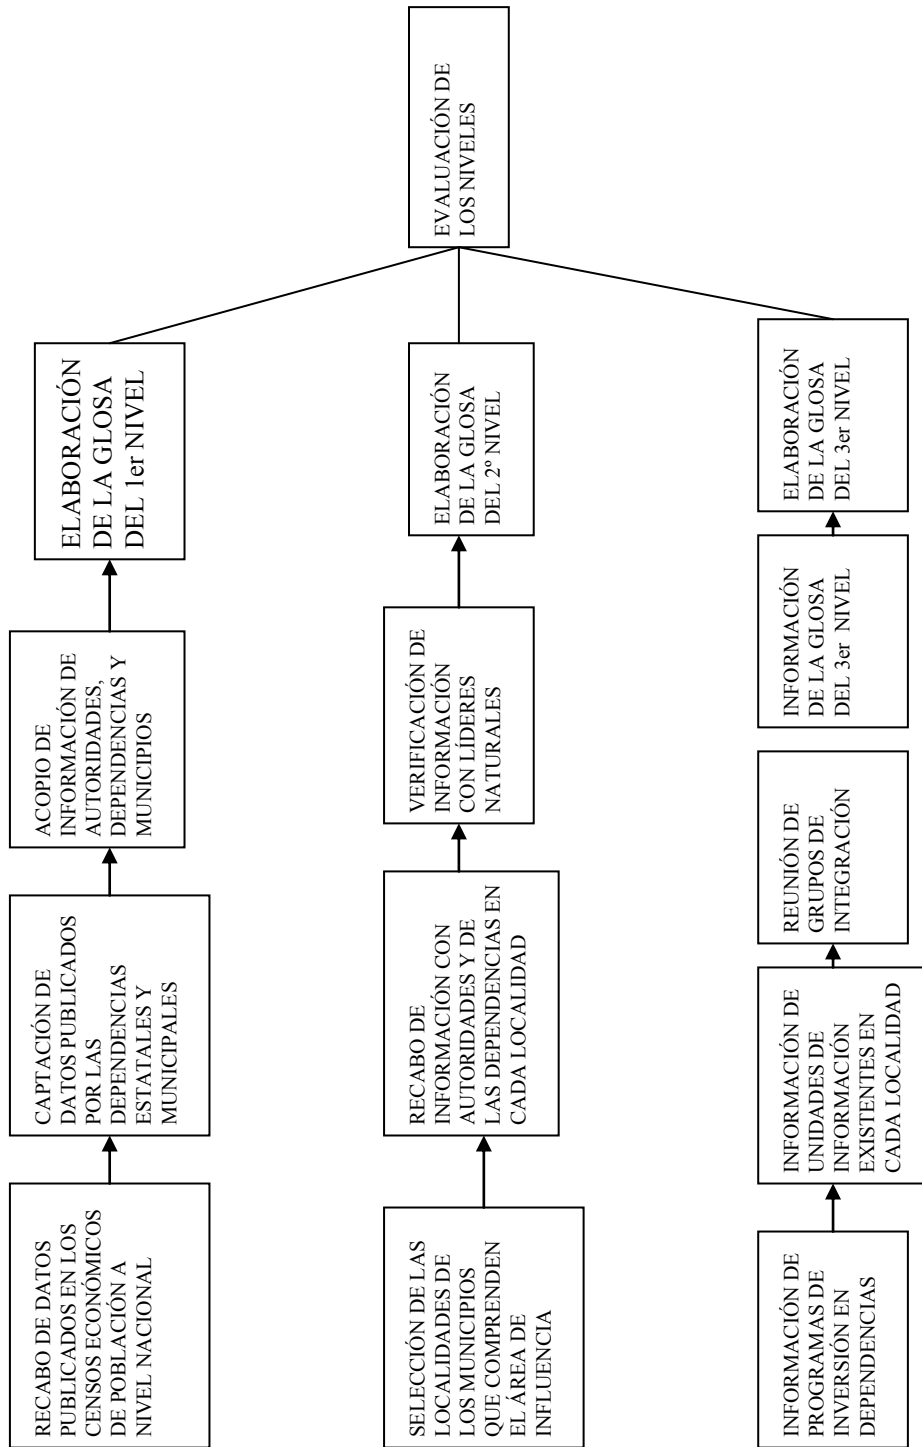 RECABO DE DATOS
PUBLICADOS EN LOS
CENSOS ECONÓMICOS
DE POBLACIÓN A
NIVEL NACIONAL
CAPTACIÓN DE
DATOS PUBLICADOS
POR LAS
DEPENDENCIAS
ESTATALES Y
MUNICIPALES
ACOPIO DE
INFORMACIÓN DE
AUTORIDADES,
DEPENDENCIAS Y
MUNICIPIOS
ELABORACIÓN
DE LA GLOSA
DEL 1er NIVEL
SELECCIÓN DE LAS
LOCALIDADES DE
LOS MUNICIPIOS
QUE COMPRENDEN
EL ÁREA DE
INFLUENCIA
RECABO DE
INFORMACIÓN CON
AUTORIDADES Y DE
LAS DEPENDENCIAS EN
CADA LOCALIDAD
VERIFICACIÓN DE
INFORMACIÓN
CON LÍDERES
NATURALES
ELABORACIÓN
DE LA GLOSA
DEL 2º NIVEL
EVALUACIÓN DE
LOS NIVELES
INFORMACIÓN DE
PROGRAMAS DE
INVERSIÓN EN
DEPENDENCIAS
INFORMACIÓN DE
UNIDADES DE
INFORMACIÓN
EXISTENTES EN
CADA LOCALIDAD
REUNIÓN DE
GRUPOS DE
INTEGRACIÓN
INFORMACIÓN
DE LA GLOSA
DEL 3er NIVEL
ELABORACIÓN
DE LA GLOSA
DEL 3er NIVEL